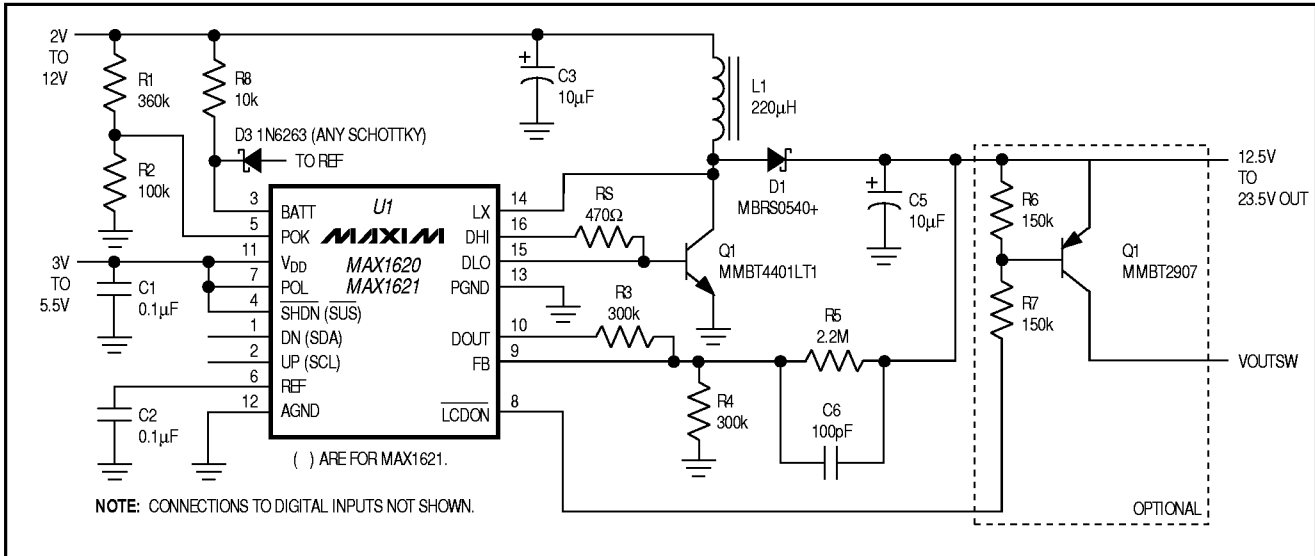 2V
TO
12V
R1
360k
R8
10k
C3
10µF
L1
220µH
D3 1N6263 (ANY SCHOTTKY)
TO REF
R2
100k
12.5V
TO
23.5V OUT
D1
MBRS0540+
C5
10µF
R6
150k
Q1
MMBT2907
R7
150k
VOUTSW
OPTIONAL
3V
TO
5.5V
C1
0.1µF
C2
0.1µF
3 BATT
5 POK
11 VDD
7 POL
4 SHDN (SUS)
1 DN (SDA)
2 UP (SCL)
6 REF
12 AGND
U1
MAXIM
MAX1620
MAX1621
LX 14
DHI 16
DLO 15
PGND 13
DOUT 10
FB 9
LCDON 8
RS
470Ω
Q1
MMBT4401LT1
R3
300k
R5
2.2M
R4
300k
C6
100pF
( ) ARE FOR MAX1621.
NOTE: CONNECTIONS TO DIGITAL INPUTS NOT SHOWN.